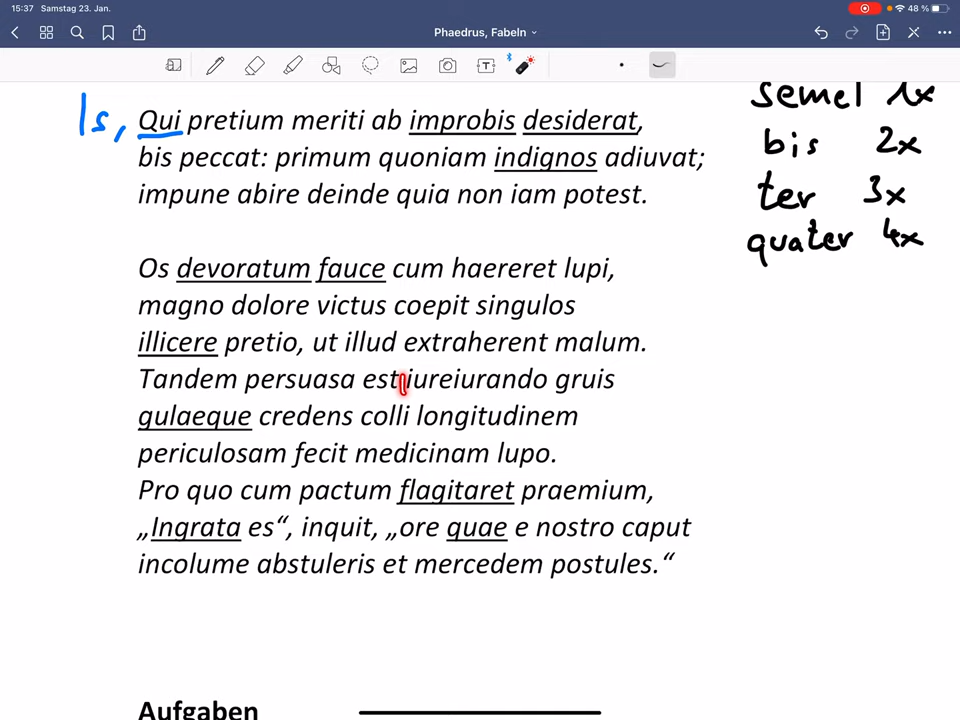 15:37 Samstag 23. Jan.
48 %
Phaedrus, Fabeln
semel 1x
Is, Qui pretium meriti ab improbis desiderat,
bis 2x
bis peccat: primum quoniam indignos adiuvat;
ter 3x
impune abire deinde quia non iam potest.
quater 4x
Os devoratum fauce cum haereret lupi,
magno dolore victus coepit singulos
illicere pretio, ut illud extraherent malum.
Tandem persuasa est iureiurando gruis
gulaeque credens colli longitudinem
periculosam fecit medicinam lupo.
Pro quo cum pactum flagitaret praemium,
„Ingrata es“, inquit, „ore quae e nostro caput
incolume abstuleris et mercedem postules.“
Aufgaben